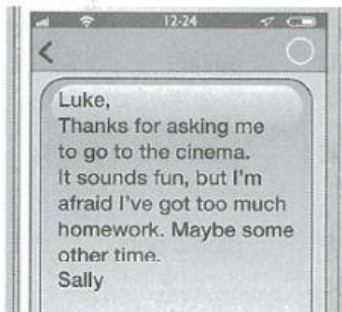 12-24
Luke,
Thanks for asking me
to go to the cinema.
It sounds fun, but I'm
afraid I've got too much
homework. Maybe some
other time.
Sally